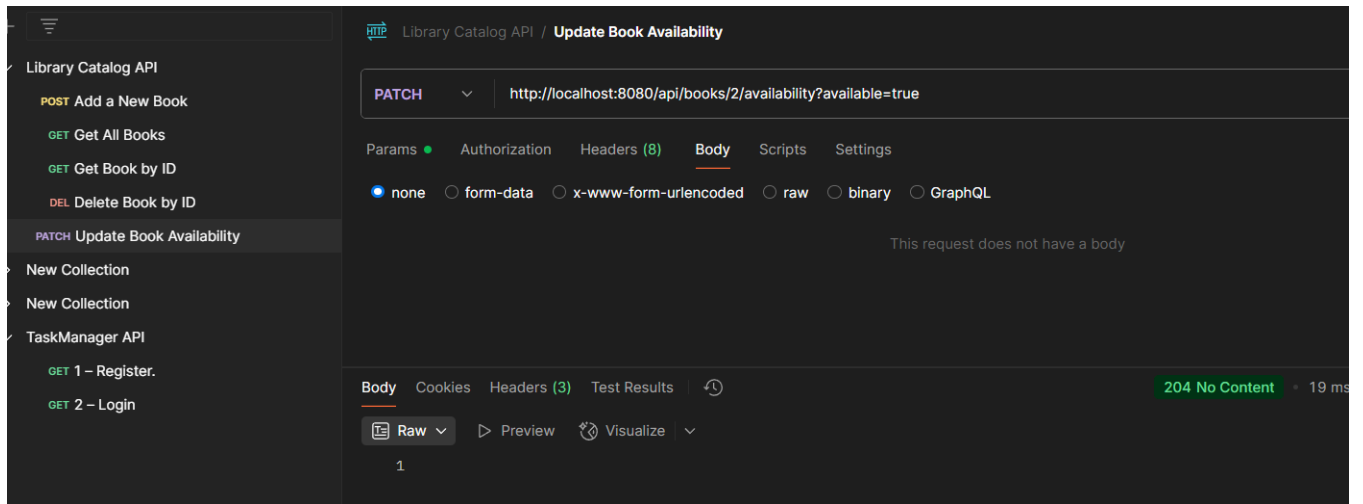 HTTP Library Catalog API / Update Book Availability
Library Catalog API
POST Add a New Book
GET Get All Books
GET Get Book by ID
DEL Delete Book by ID
PATCH Update Book Availability
New Collection
New Collection
TaskManager API
GET 1 – Register.
GET 2 – Login
PATCH http://localhost:8080/api/books/2/availability?available=true
Params Authorization Headers (8) Body Scripts Settings
none form-data x-www-form-urlencoded raw binary GraphQL
This request does not have a body
Body Cookies Headers (3) Test Results 204 No Content • 19 ms
Raw Preview Visualize
1